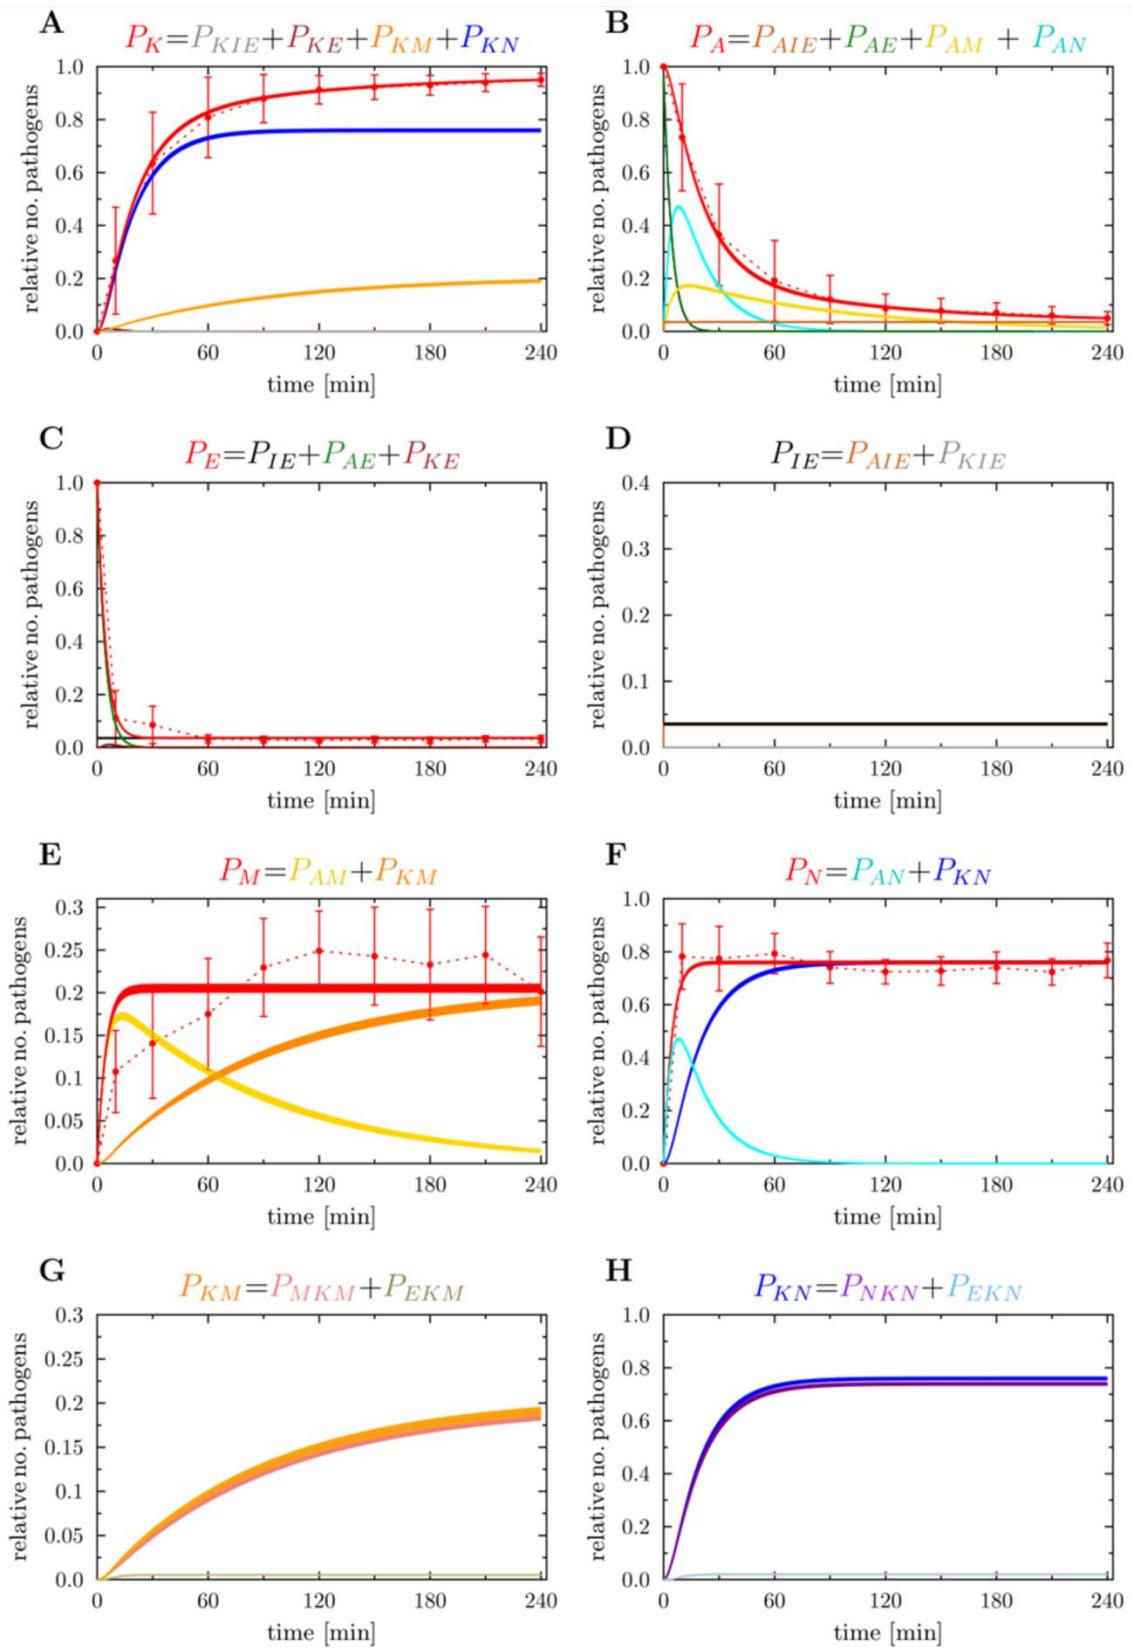 A
P_K=P_KIE+P_KE+P_KM+P_KN
relative no. pathogens
1.0
0.8
0.6
0.4
0.2
0.0
0 60 120 180 240
time [min]
B
P_A=P_AIE+P_AE+P_AM + P_AN
relative no. pathogens
1.0
0.8
0.6
0.4
0.2
0.0
0 60 120 180 240
time [min]
C
P_E=P_IE+P_AE+P_KE
relative no. pathogens
1.0
0.8
0.6
0.4
0.2
0.0
0 60 120 180 240
time [min]
D
P_IE=P_AIE+P_KIE
relative no. pathogens
0.4
0.3
0.2
0.1
0.0
0 60 120 180 240
time [min]
E
P_M=P_AM+P_KM
relative no. pathogens
0.3
0.25
0.2
0.15
0.1
0.05
0.0
0 60 120 180 240
time [min]
F
P_N=P_AN+P_KN
relative no. pathogens
1.0
0.8
0.6
0.4
0.2
0.0
0 60 120 180 240
time [min]
G
P_KM=P_MKM+P_EKM
relative no. pathogens
0.3
0.25
0.2
0.15
0.1
0.05
0.0
0 60 120 180 240
time [min]
H
P_KN=P_NKN+P_EKN
relative no. pathogens
1.0
0.8
0.6
0.4
0.2
0.0
0 60 120 180 240
time [min]